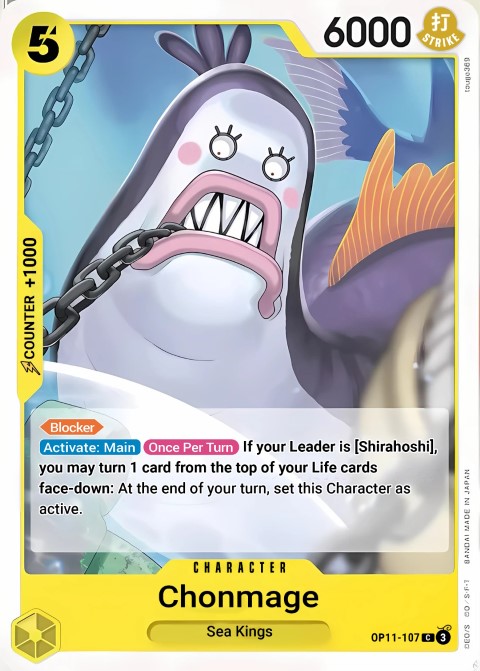 5
6000
打
STRIKE
touge369
COUNTER +1000
Blocker
Activate: Main Once Per Turn If your Leader is [Shirahoshi],
you may turn 1 card from the top of your Life cards
face-down: At the end of your turn, set this Character as
active.
BANDAI MADE IN JAPAN
©E.O/S. ©O./S.・F・T
CHARACTER
Chonmage
Sea Kings
OP11-107 C 3